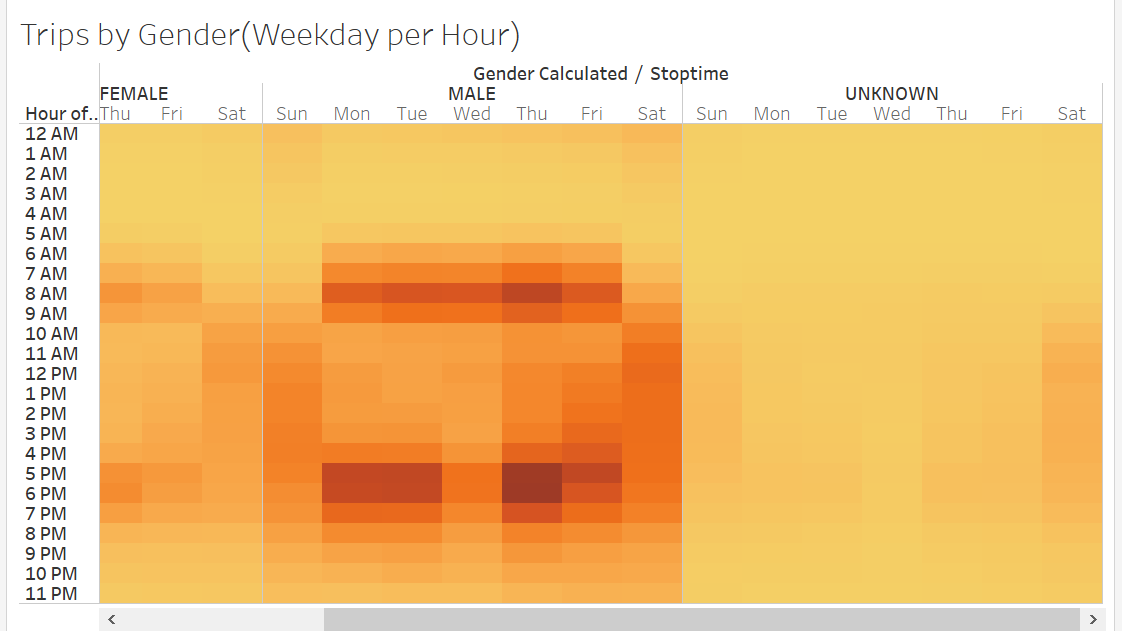 Trips by Gender(Weekday per Hour)
Gender Calculated / Stoptime
FEMALE MALE UNKNOWN
Hour of.. Thu Fri Sat Sun Mon Tue Wed Thu Fri Sat Sun Mon Tue Wed Thu Fri Sat
12 AM
1 AM
2 AM
3 AM
4 AM
5 AM
6 AM
7 AM
8 AM
9 AM
10 AM
11 AM
12 PM
1 PM
2 PM
3 PM
4 PM
5 PM
6 PM
7 PM
8 PM
9 PM
10 PM
11 PM